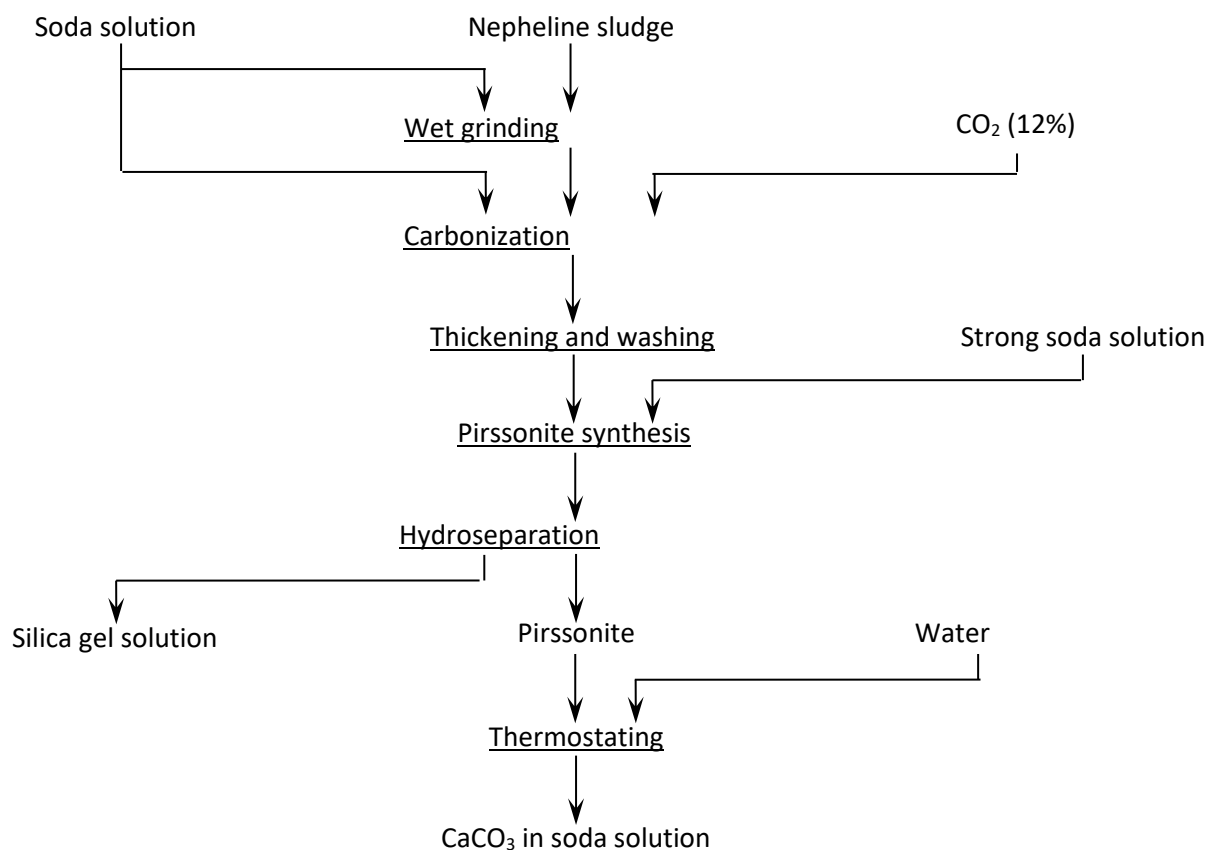 Soda solution
Nepheline sludge
Wet grinding
CO₂ (12%)
Carbonization
Thickening and washing
Strong soda solution
Pirssonite synthesis
Hydroseparation
Silica gel solution
Pirssonite
Water
Thermostating
CaCO₃ in soda solution